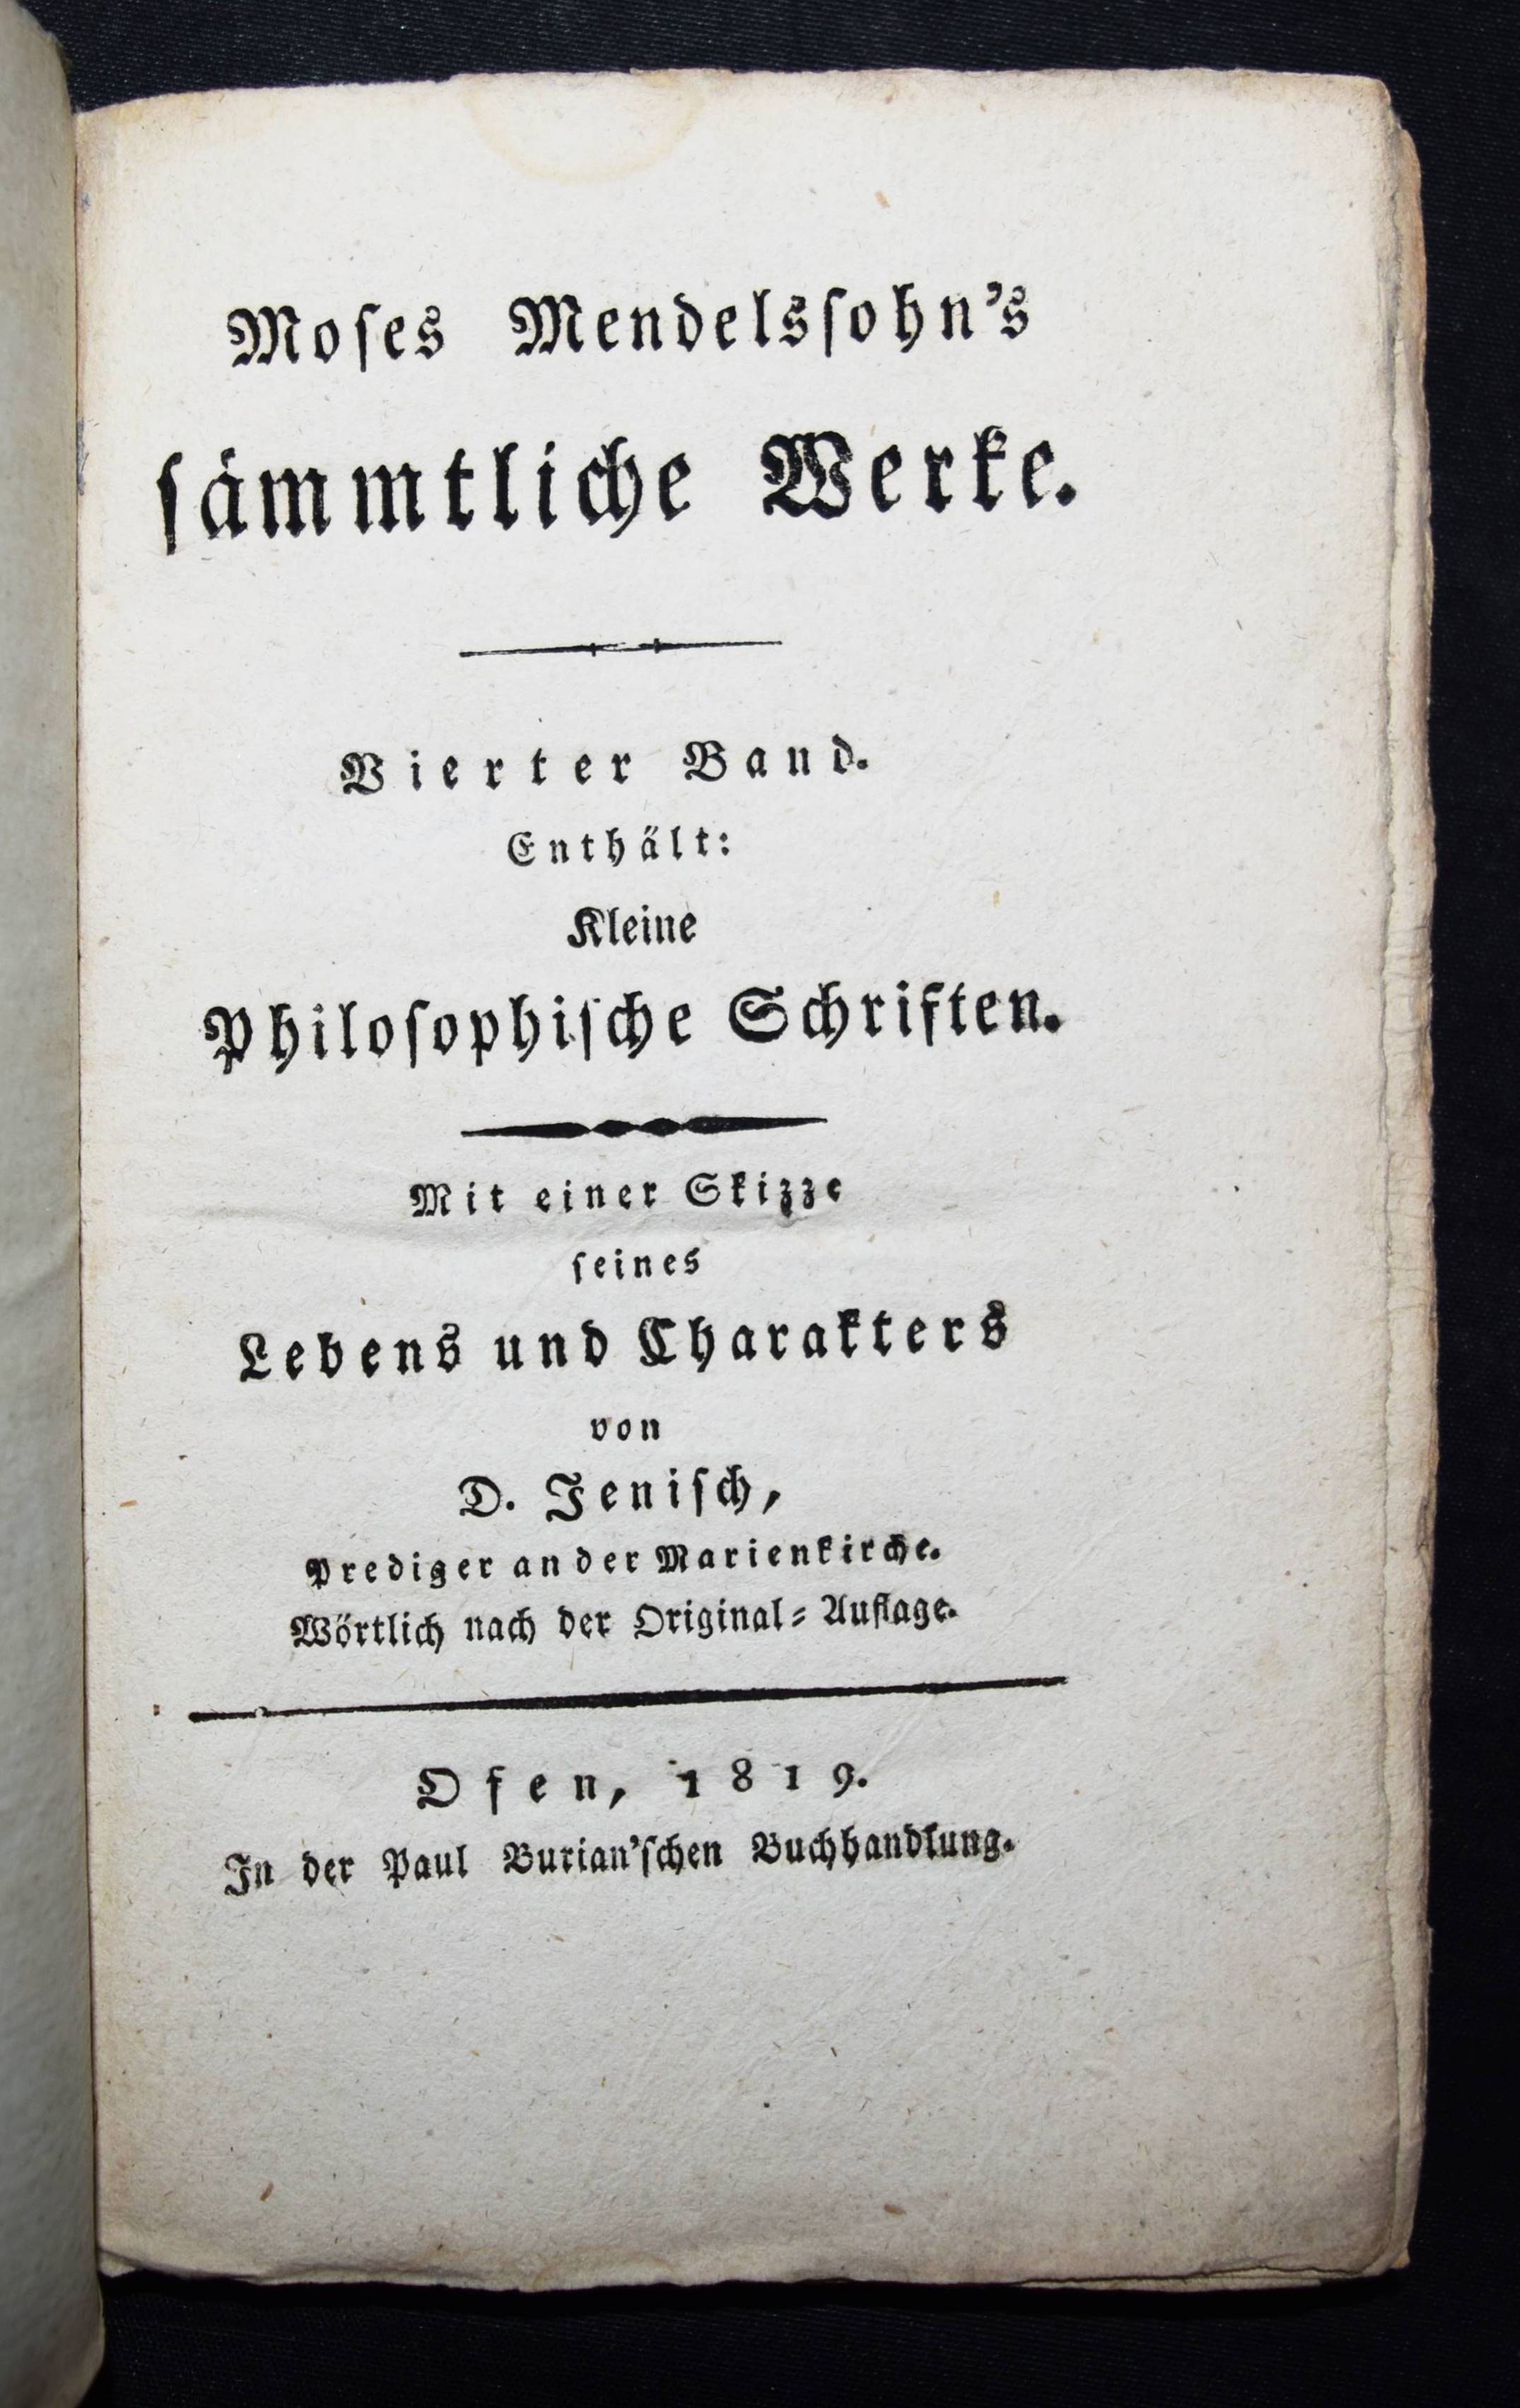 Moſes Mendelsſohn's
ſämmtliche Werke.
Vierter Band.
Enthält:
Kleine
Philoſophiſche Schriften.
Mit einer Skizze
ſeines
Lebens und Charakters
von
D. Jeniſch,
Prediger an der Marienkirche.
Wörtlich nach der Original⸗Auflage.
Ofen, 1819.
In der Paul Burian'ſchen Buchhandlung.